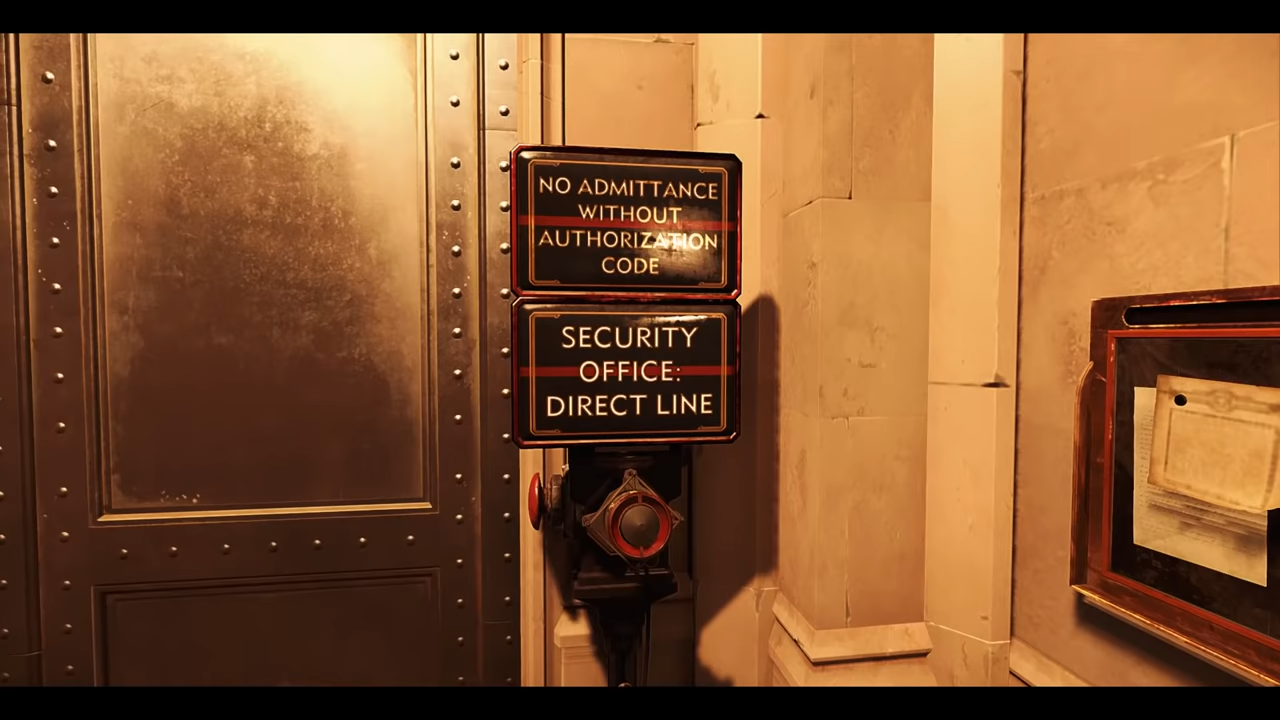 NO ADMITTANCE
WITHOUT
AUTHORIZATION
CODE
SECURITY
OFFICE:
DIRECT LINE